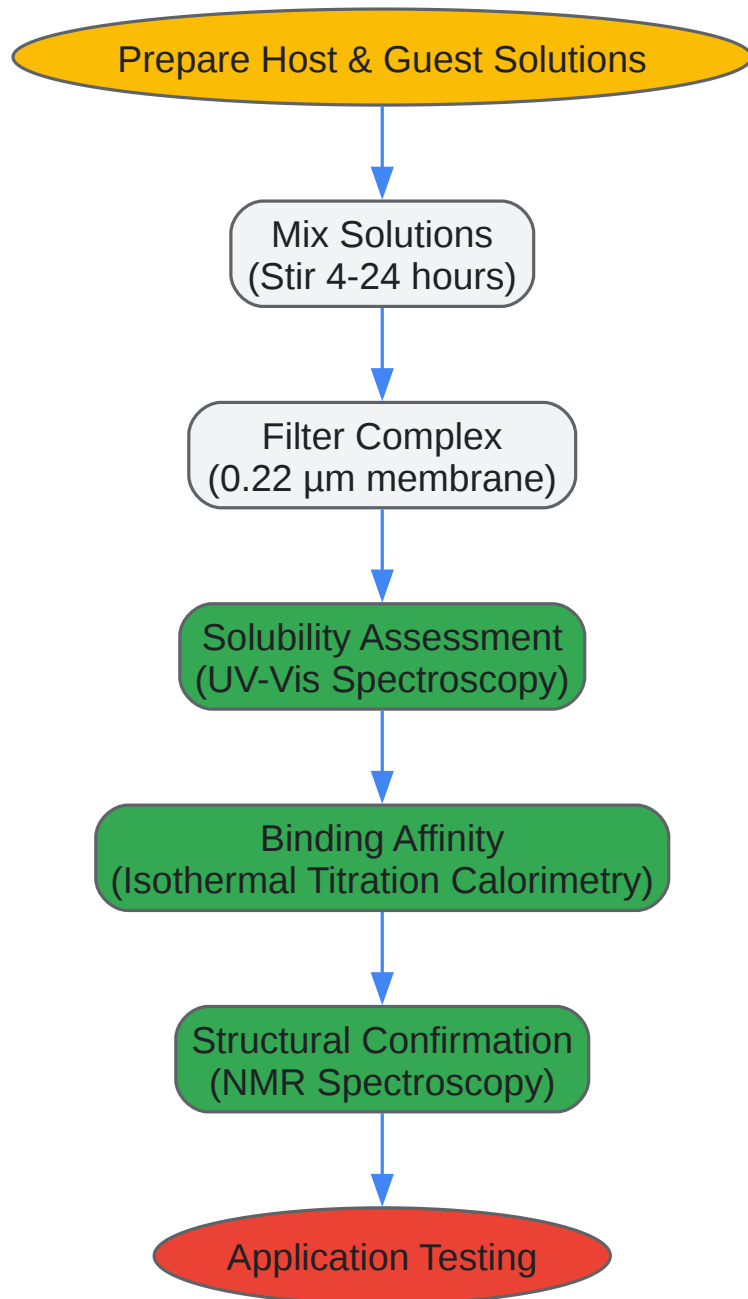 Prepare Host & Guest Solutions
Mix Solutions
(Stir 4-24 hours)
Filter Complex
(0.22 µm membrane)
Solubility Assessment
(UV-Vis Spectroscopy)
Binding Affinity
(Isothermal Titration Calorimetry)
Structural Confirmation
(NMR Spectroscopy)
Application Testing